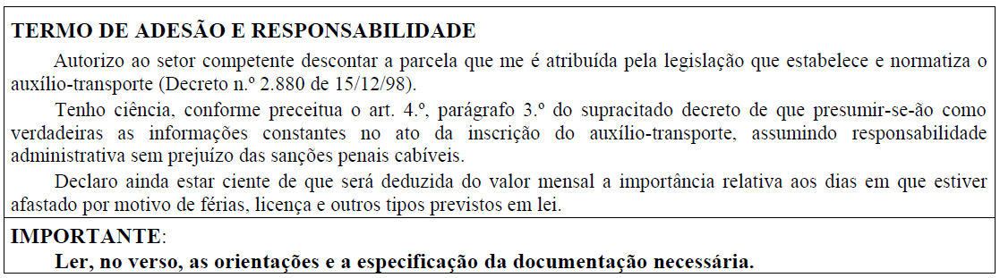 TERMO DE ADESÃO E RESPONSABILIDADE
Autorizo ao setor competente descontar a parcela que me é atribuída pela legislação que estabelece e normatiza o
auxílio-transporte (Decreto n.º 2.880 de 15/12/98).
Tenho ciência, conforme preceitua o art. 4.º, parágrafo 3.º do supracitado decreto de que presumir-se-ão como
verdadeiras as informações constantes no ato da inscrição do auxílio-transporte, assumindo responsabilidade
administrativa sem prejuízo das sanções penais cabíveis.
Declaro ainda estar ciente de que será deduzida do valor mensal a importância relativa aos dias em que estiver
afastado por motivo de férias, licença e outros tipos previstos em lei.
IMPORTANTE:
Ler, no verso, as orientações e a especificação da documentação necessária.